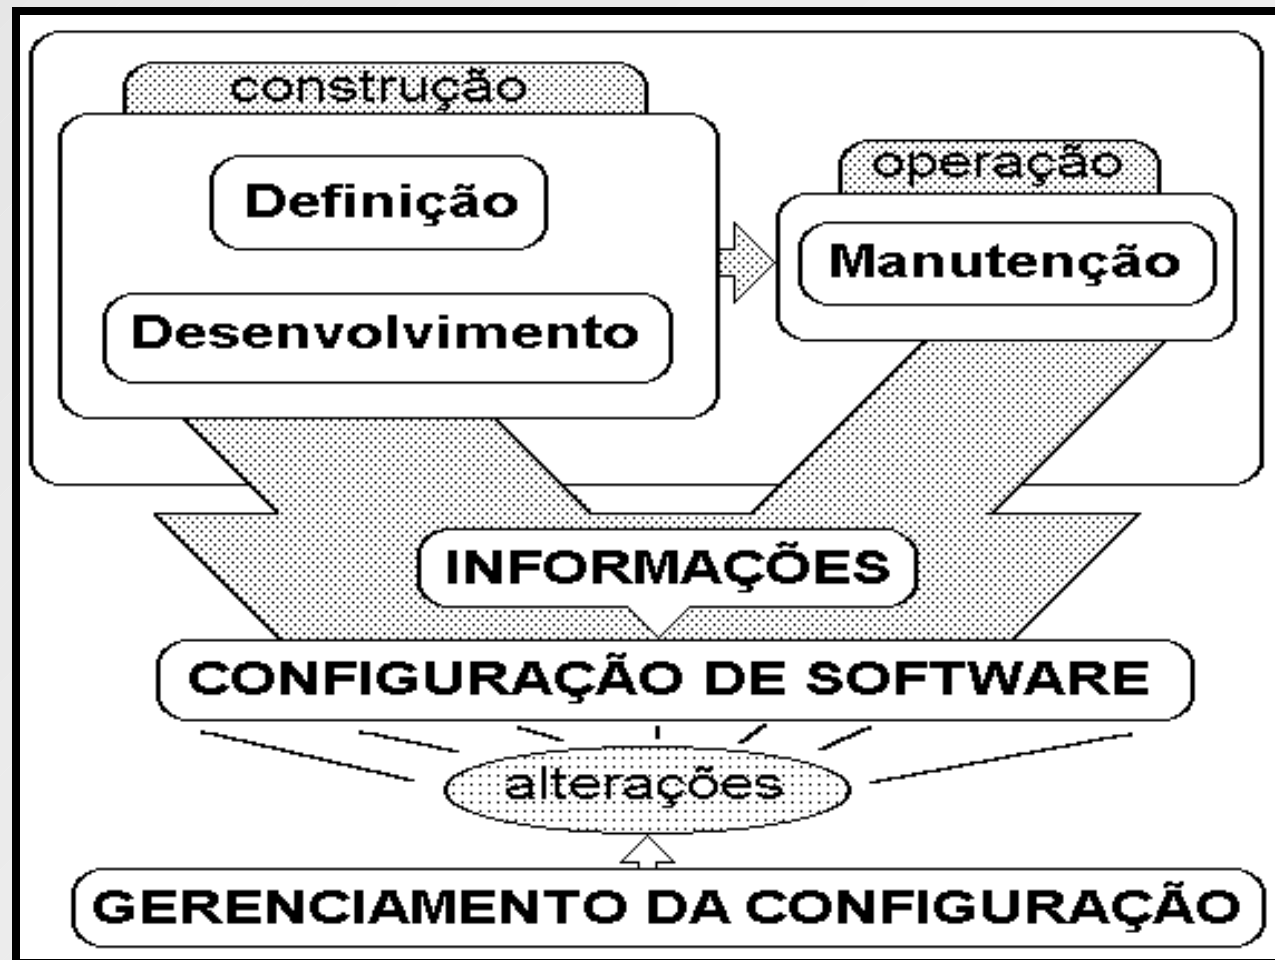 construção
Definição
Desenvolvimento
operação
Manutenção
INFORMAÇÕES
CONFIGURAÇÃO DE SOFTWARE
alterações
GERENCIAMENTO DA CONFIGURAÇÃO